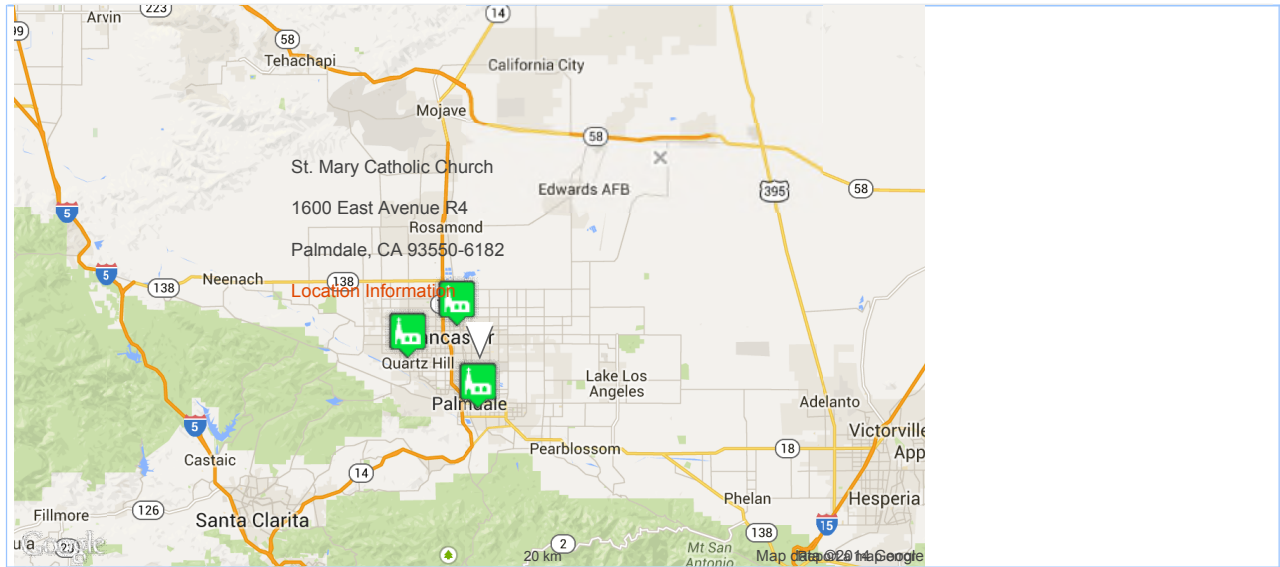 223
Arvin
14
99
58
Tehachapi
California City
Mojave
58
St. Mary Catholic Church
Edwards AFB
395
58
1600 East Avenue R4
5
Rosamond
Palmdale, CA 93550-6182
5
Neenach
138
138
Location Information
Quartz Hill
Lake Los
Angeles
Palmdale
Adelanto
Victorville
5
18
Pearblossom
App
Castaic
14
Phelan
Hesperia
Fillmore
126
Santa Clarita
15
138
2
Mt San
Antonio
20 km
Google